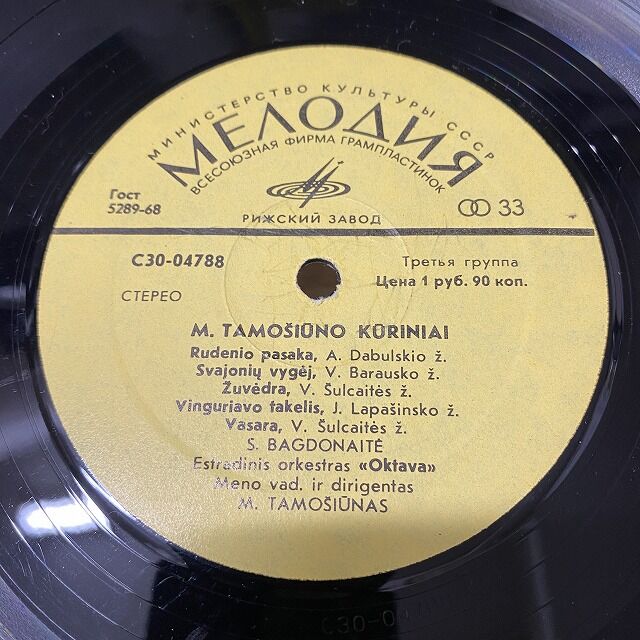 МИНИСТЕРСТВО КУЛЬТУРЫ СССР
МЕЛОДИЯ
ВСЕСОЮЗНАЯ ФИРМА ГРАМПЛАСТИНОК
Гост
5289-68
РИЖСКИЙ ЗАВОД
33
С30-04788
Третья группа
Цена 1 руб. 90 коп.
СТЕРЕО
M. TAMOŠIŪNO KŪRINIAI
Rudenio pasaka, A. Dabulskio ž.
Svajonių vygėj, V. Barausko ž.
Žuvėdra, V. Šulcaitės ž.
Vinguriavo takelis, J. Lapašinsko ž.
Vasara, V. Šulcaitės ž.
S. BAGDONAITĖ
Estradinis orkestras «Oktava»
Meno vad. ir dirigentas
M. TAMOŠIŪNAS